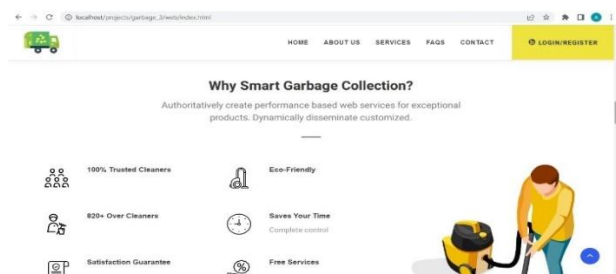 localhost/projects/garbage_3/web/index.html
HOME ABOUT US SERVICES FAQS CONTACT LOGIN/REGISTER
Why Smart Garbage Collection?
Authoritatively create performance based web services for exceptional
products. Dynamically disseminate customized.
100% Trusted Cleaners
Eco-Friendly
820+ Over Cleaners
Saves Your Time
Complete control
Satisfaction Guarantee
Free Services